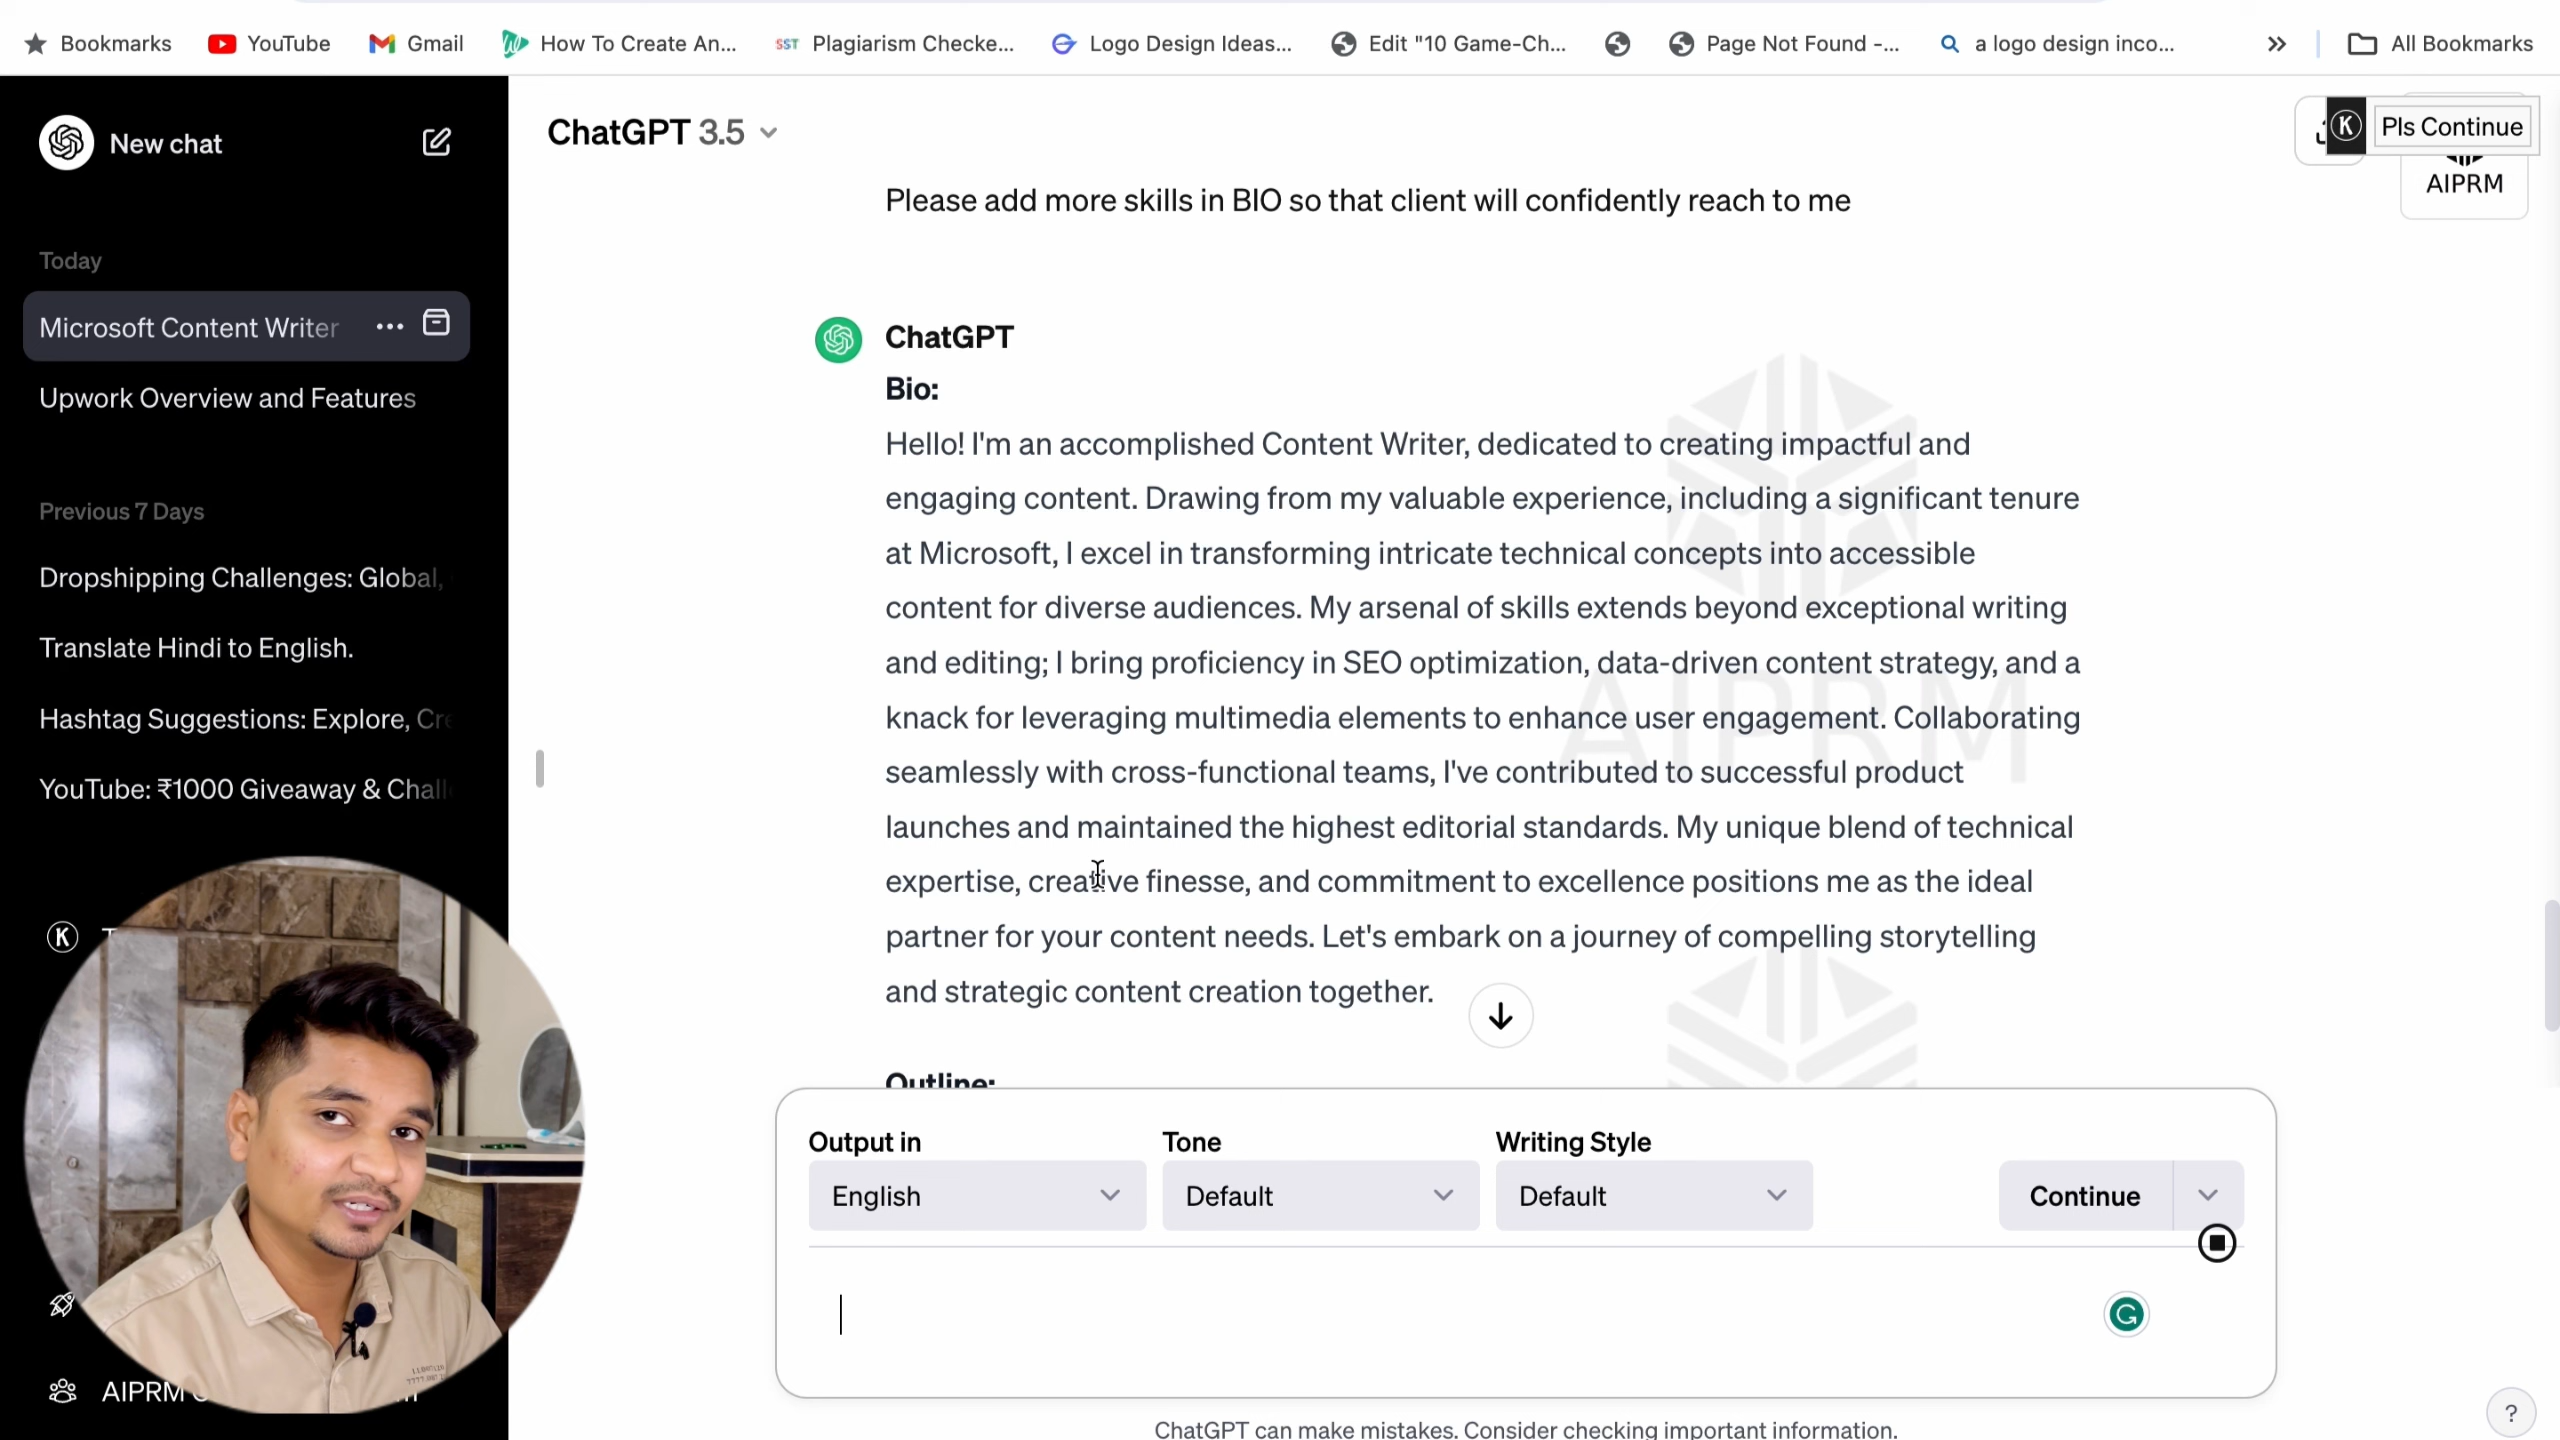 Bookmarks YouTube Gmail How To Create An... SST Plagiarism Checke... Logo Design Ideas... Edit "10 Game-Ch... Page Not Found -... a logo design inco... All Bookmarks
New chat
Today
Microsoft Content Writer
Upwork Overview and Features
Previous 7 Days
Dropshipping Challenges: Global,
Translate Hindi to English.
Hashtag Suggestions: Explore, Cre
YouTube: ₹1000 Giveaway & Chall
K
AIPRM
ChatGPT 3.5
K Pls Continue
AIPRM
Please add more skills in BIO so that client will confidently reach to me
ChatGPT
Bio:
Hello! I'm an accomplished Content Writer, dedicated to creating impactful and
engaging content. Drawing from my valuable experience, including a significant tenure
at Microsoft, I excel in transforming intricate technical concepts into accessible
content for diverse audiences. My arsenal of skills extends beyond exceptional writing
and editing; I bring proficiency in SEO optimization, data-driven content strategy, and a
knack for leveraging multimedia elements to enhance user engagement. Collaborating
seamlessly with cross-functional teams, I've contributed to successful product
launches and maintained the highest editorial standards. My unique blend of technical
expertise, creative finesse, and commitment to excellence positions me as the ideal
partner for your content needs. Let's embark on a journey of compelling storytelling
and strategic content creation together.
AIPRM
Outline:
Output in Tone Writing Style
English Default Default Continue
ChatGPT can make mistakes. Consider checking important information.
?